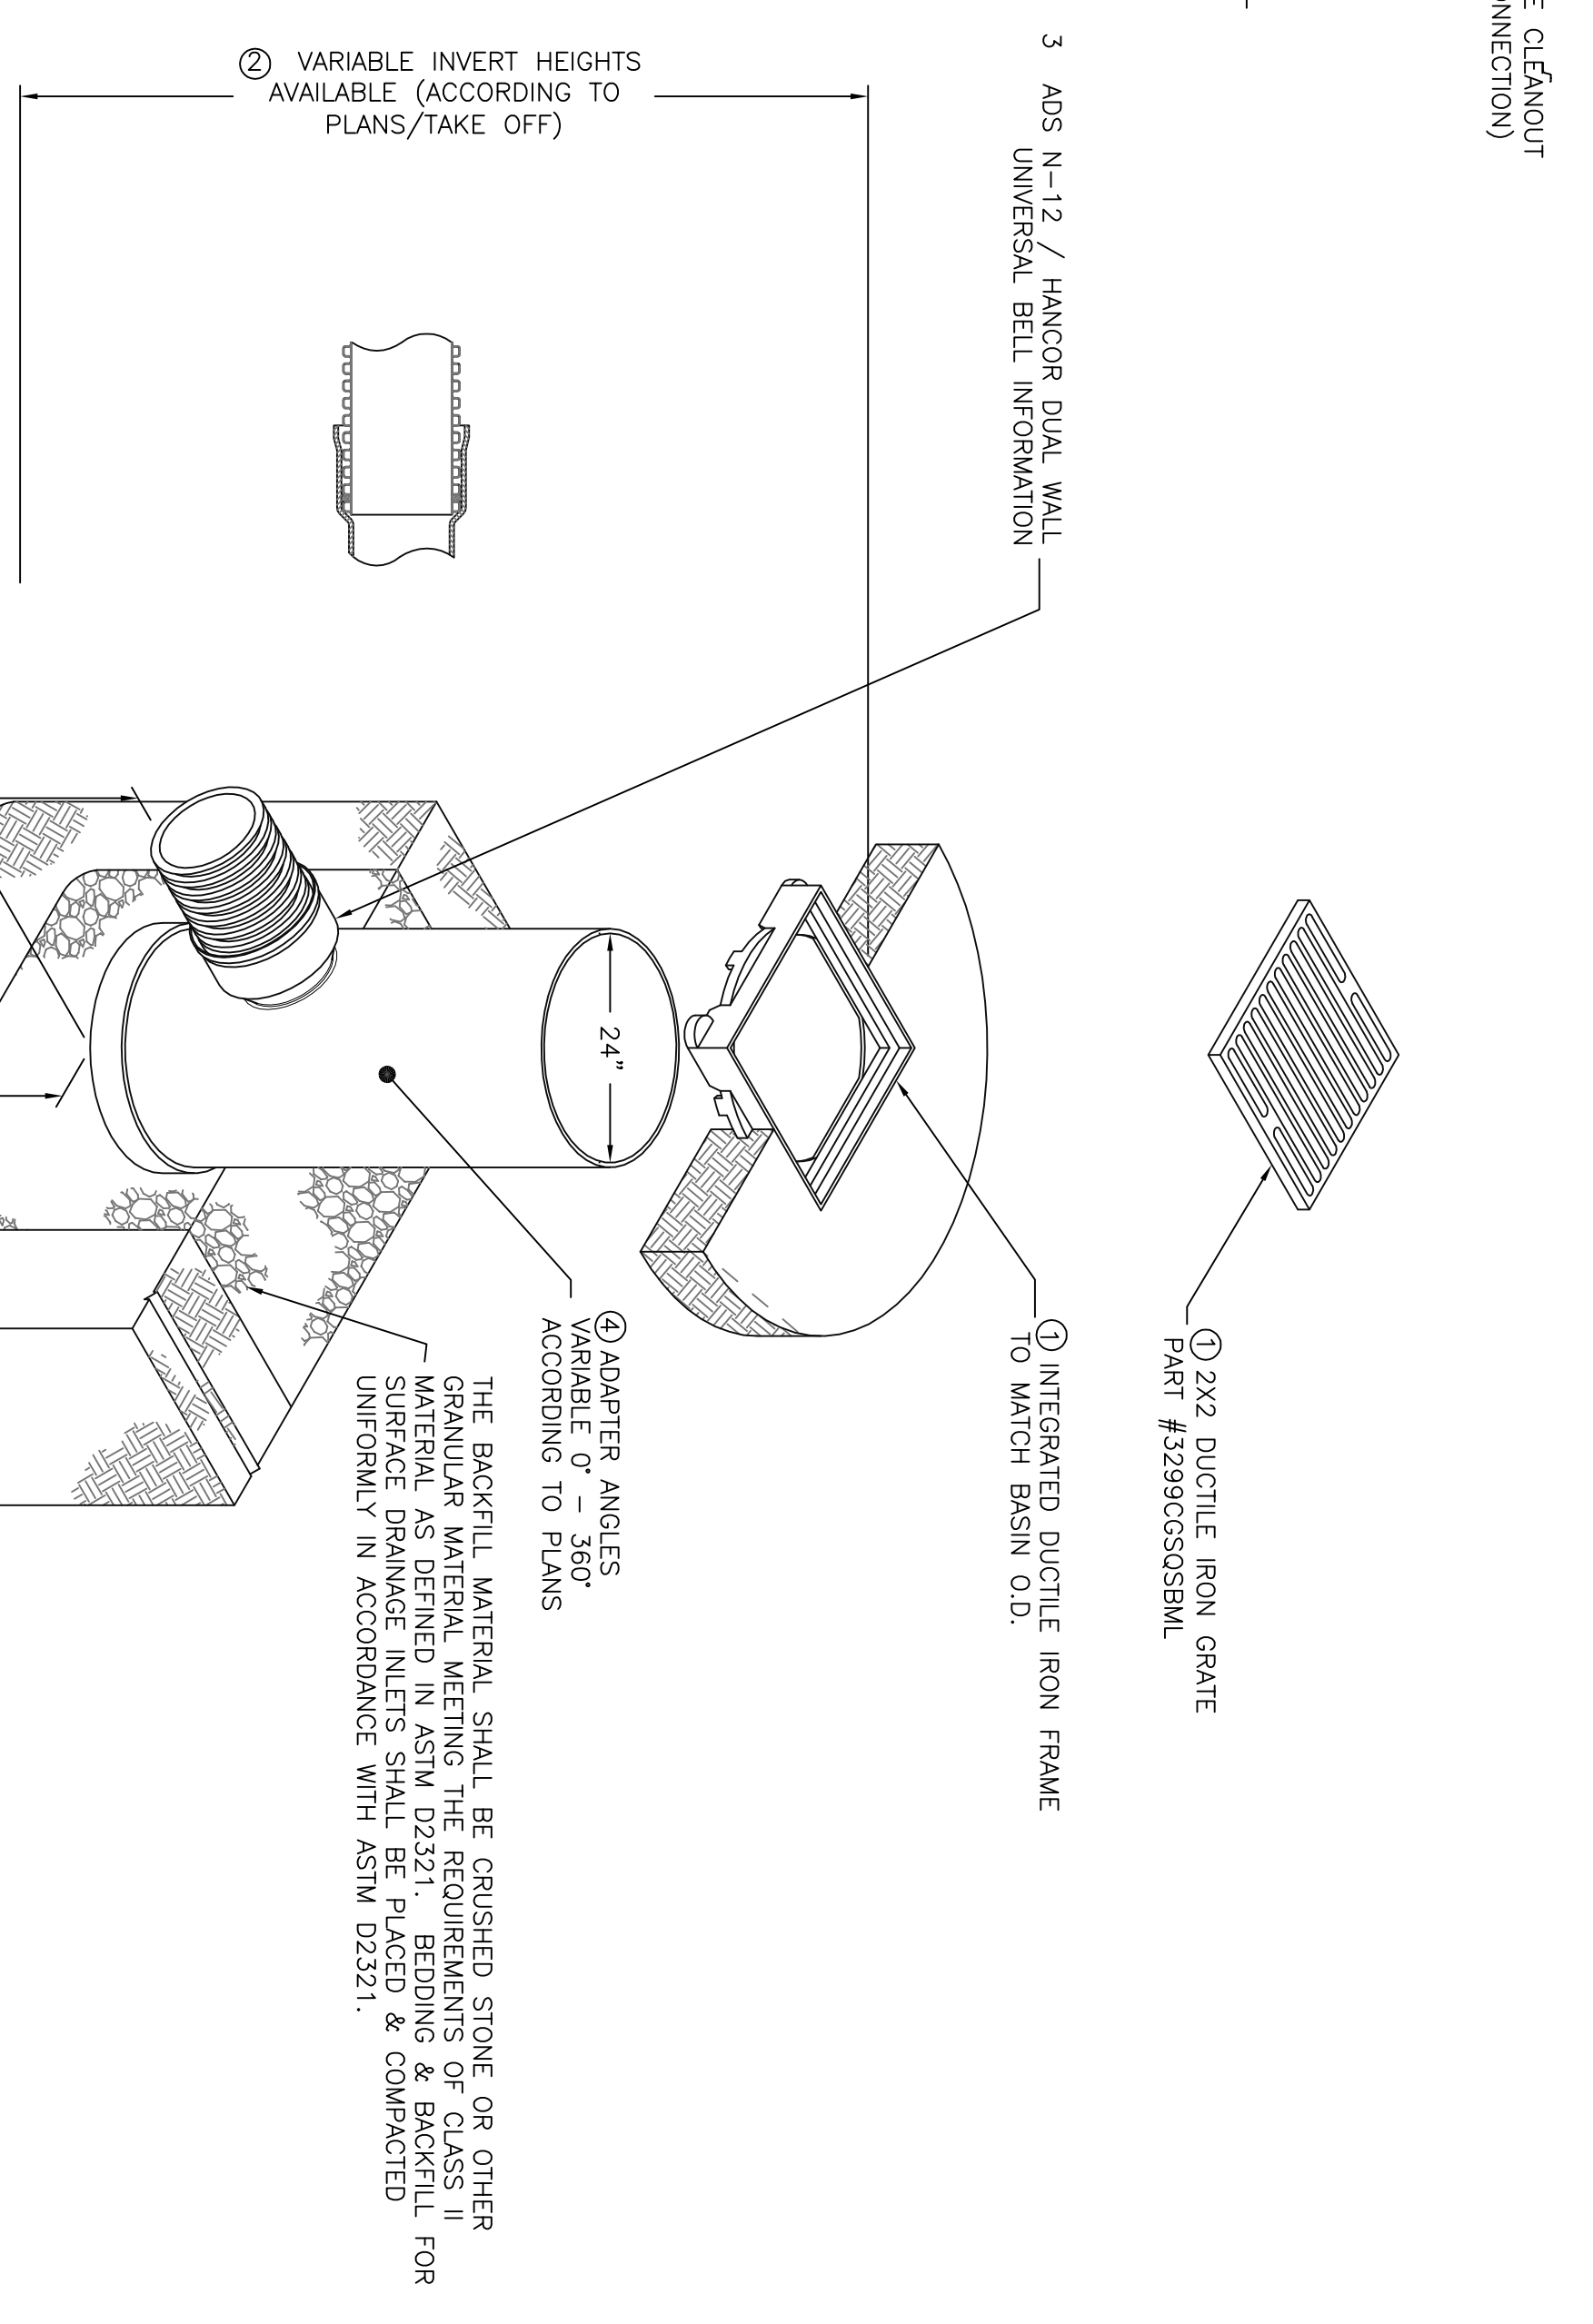 E CLEANOUT
ONNECTION)
② VARIABLE INVERT HEIGHTS
AVAILABLE (ACCORDING TO
PLANS/TAKE OFF)
3 ADS N-12 / HANCOR DUAL WALL
UNIVERSAL BELL INFORMATION
① 2X2 DUCTILE IRON GRATE
PART #3299CGSQSBML
① INTEGRATED DUCTILE IRON FRAME
TO MATCH BASIN O.D.
24"
④ ADAPTER ANGLES
VARIABLE 0° - 360°
ACCORDING TO PLANS
THE BACKFILL MATERIAL SHALL BE CRUSHED STONE OR OTHER
GRANULAR MATERIAL MEETING THE REQUIREMENTS OF CLASS II
MATERIAL AS DEFINED IN ASTM D2321. BEDDING & BACKFILL FOR
SURFACE DRAINAGE INLETS SHALL BE PLACED & COMPACTED
UNIFORMLY IN ACCORDANCE WITH ASTM D2321.